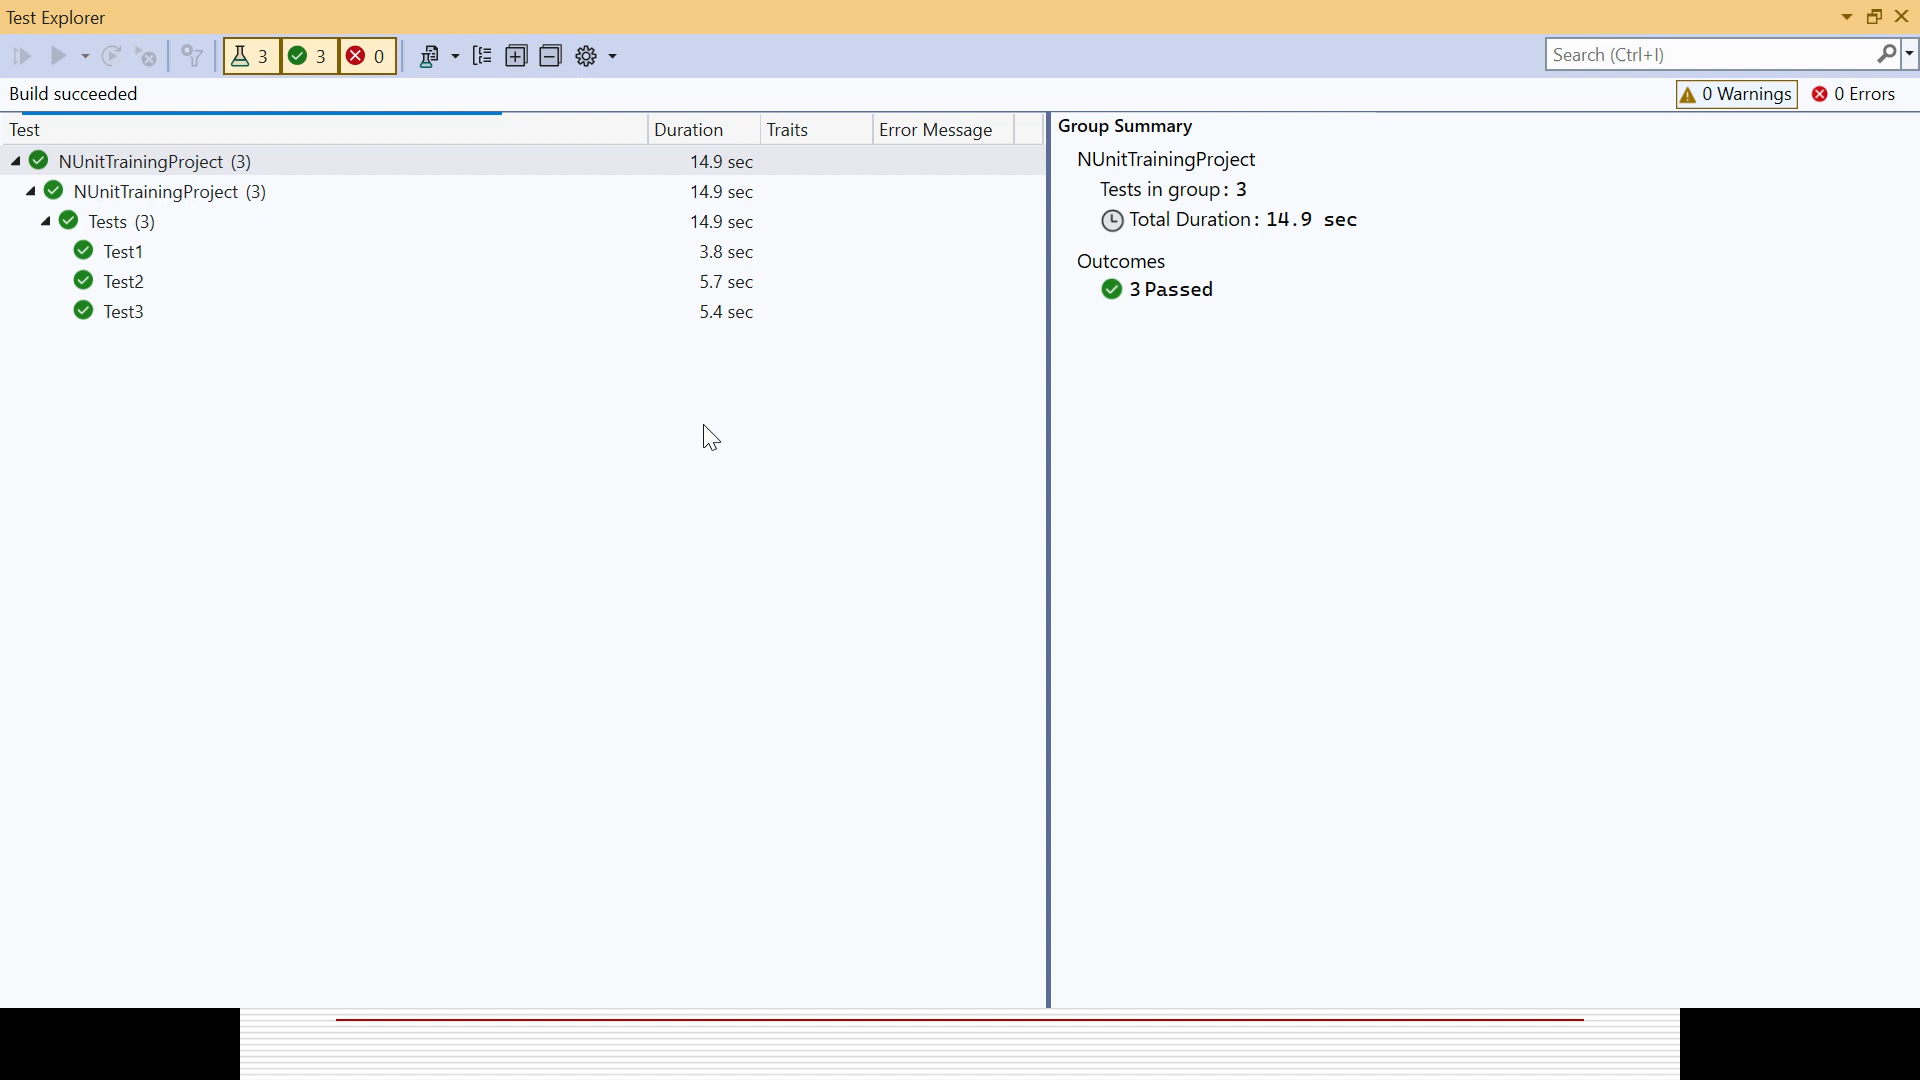 Test Explorer
3 3 0
Search (Ctrl+I)
Build succeeded
0 Warnings 0 Errors
Test Duration Traits Error Message
NUnitTrainingProject (3) 14.9 sec
NUnitTrainingProject (3) 14.9 sec
Tests (3) 14.9 sec
Test1 3.8 sec
Test2 5.7 sec
Test3 5.4 sec
Group Summary
NUnitTrainingProject
Tests in group: 3
Total Duration: 14.9 sec
Outcomes
3 Passed